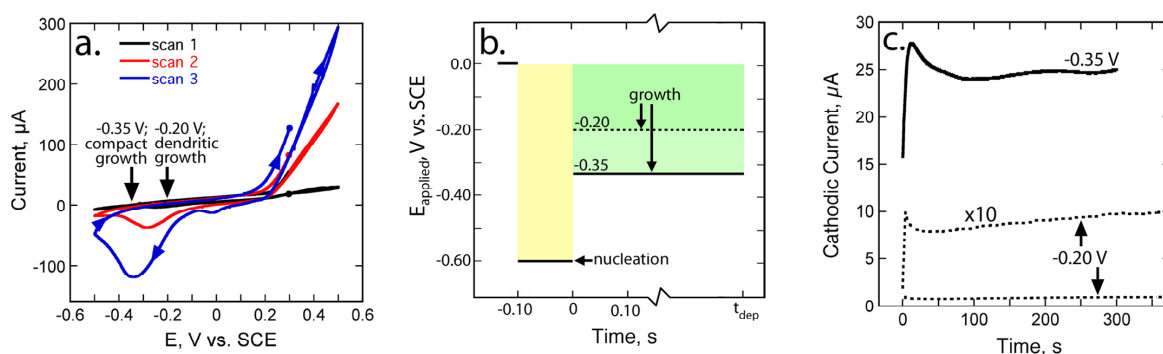 a.
scan 1
scan 2
scan 3
-0.35 V;
compact
growth
-0.20 V;
dendritic
growth
300
200
100
0
-100
Current, µA
-0.6 -0.4 -0.2 0.0 0.2 0.4 0.6
E, V vs. SCE
b.
0.0
-0.20
-0.40
-0.60
E applied, V vs. SCE
growth
-0.20
-0.35
nucleation
-0.10 0 0.10 t dep
Time, s
c.
-0.35 V
x10
-0.20 V
30
25
20
15
10
5
0
Cathodic Current, µA
0 100 200 300
Time, s